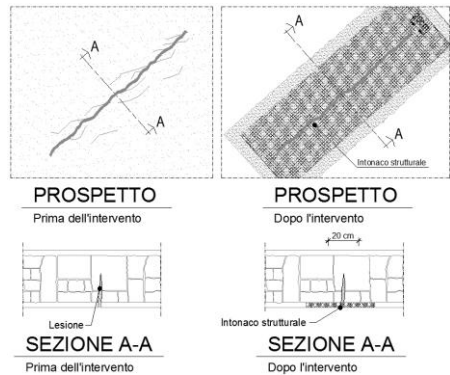 A
A
A
A
20cm
Intonaco strutturale
PROSPETTO
Prima dell'intervento
PROSPETTO
Dopo l'intervento
20 cm
Lesione
Intonaco strutturale
SEZIONE A-A
Prima dell'intervento
SEZIONE A-A
Dopo l'intervento